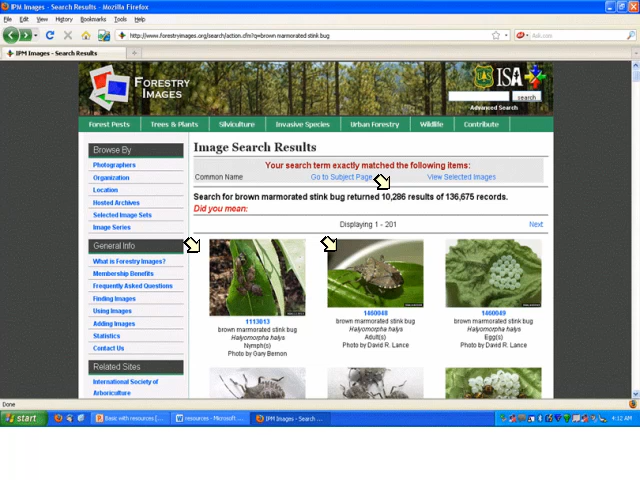 IPM Images - Search Results - Mozilla Firefox
File Edit View History Bookmarks Tools Help
http://www.forestryimages.org/search/action.cfm?q=brown marmorated stink bug
Ask.com
IPM Images - Search Results
FORESTRY IMAGES
ISA
search
Advanced Search
Forest Pests Trees & Plants Silviculture Invasive Species Urban Forestry Wildlife Contribute
Browse By
Photographers
Organization
Location
Hosted Archives
Selected Image Sets
Image Series
General Info
What is Forestry Images?
Membership Benefits
Frequently Asked Questions
Finding Images
Using Images
Adding Images
Statistics
Contact Us
Related Sites
International Society of
Arboriculture
Image Search Results
Your search term exactly matched the following items:
Common Name Go to Subject Page View Selected Images
Search for brown marmorated stink bug returned 10,286 results of 136,675 records.
Did you mean:
Displaying 1 - 201 Next
1113013
brown marmorated stink bug
Halyomorpha halys
Nymph(s)
Photo by Gary Bernon
1460048
brown marmorated stink bug
Halyomorpha halys
Adult(s)
Photo by David R. Lance
1460049
brown marmorated stink bug
Halyomorpha halys
Egg(s)
Photo by David R. Lance
Done
start Basic with resources [... resources - Microsoft... IPM Images - Search ... 4:12 AM